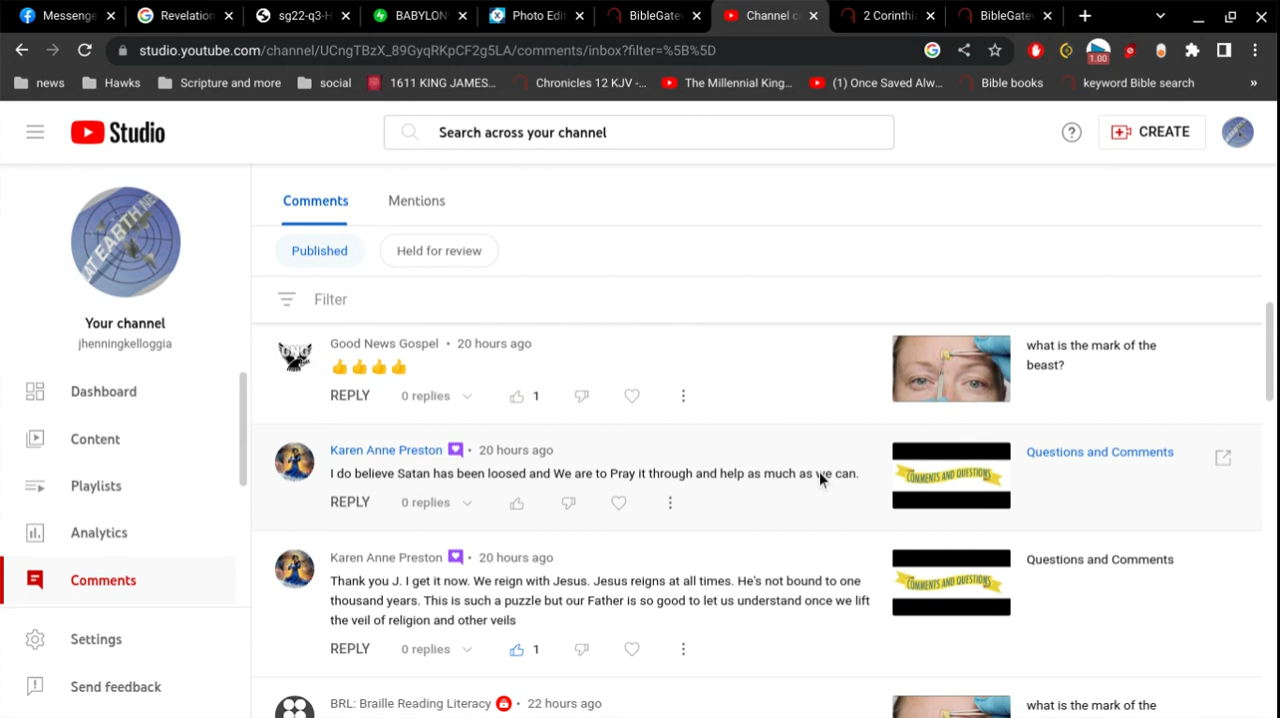 Messenge
Revelation
sg22-q3-H
BABYLON
Photo Edi
BibleGatew
Channel co
2 Corinthi
BibleGatew
studio.youtube.com/channel/UCngTBzX_89GyqRKpCF2g5LA/comments/inbox?filter=%5B%5D
1.00
news
Hawks
Scripture and more
social
1611 KING JAMES...
Chronicles 12 KJV -...
The Millennial King...
(1) Once Saved Alw...
Bible books
keyword Bible search
»
Studio
Search across your channel
CREATE
AT EARTH NE
Your channel
jhenningkelloggia
Dashboard
Content
Playlists
Analytics
Comments
Settings
Send feedback
Comments
Mentions
Published
Held for review
Filter
Good News Gospel • 20 hours ago
👍👍👍👍
REPLY 0 replies 1
what is the mark of the
beast?
Karen Anne Preston • 20 hours ago
I do believe Satan has been loosed and We are to Pray it through and help as much as we can.
REPLY 0 replies
COMMENTS AND QUESTIONS
Questions and Comments
Karen Anne Preston • 20 hours ago
Thank you J. I get it now. We reign with Jesus. Jesus reigns at all times. He's not bound to one
thousand years. This is such a puzzle but our Father is so good to let us understand once we lift
the veil of religion and other veils
REPLY 0 replies 1
COMMENTS AND QUESTIONS
Questions and Comments
BRL: Braille Reading Literacy • 22 hours ago
what is the mark of the